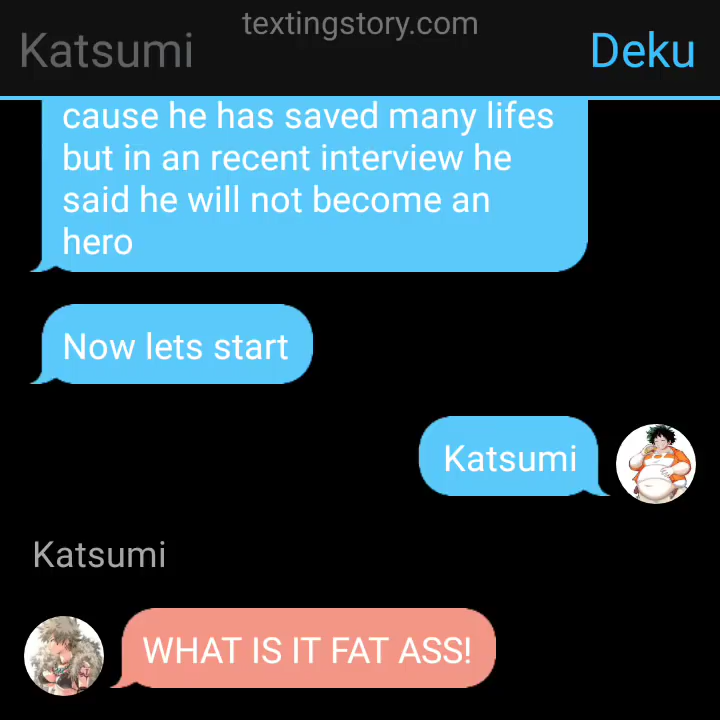 textingstory.com
Katsumi
Deku
cause he has saved many lifes
but in an recent interview he
said he will not become an
hero
Now lets start
Katsumi
Katsumi
WHAT IS IT FAT ASS!